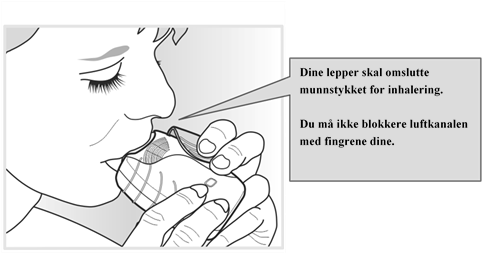 Dine lepper skal omslutte
munnstykket for inhalering.
Du må ikke blokkere luftkanalen
med fingrene dine.